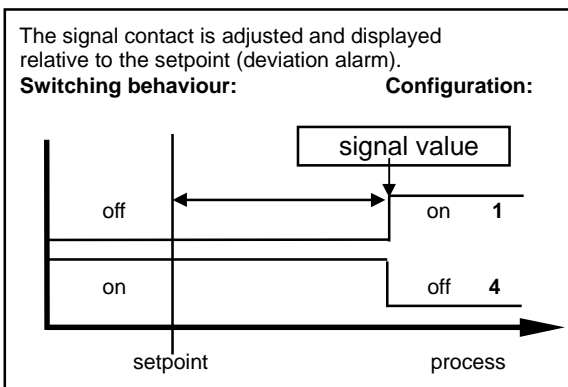 The signal contact is adjusted and displayed
relative to the setpoint (deviation alarm).
Switching behaviour: Configuration:
signal value
off on 1
on off 4
setpoint process